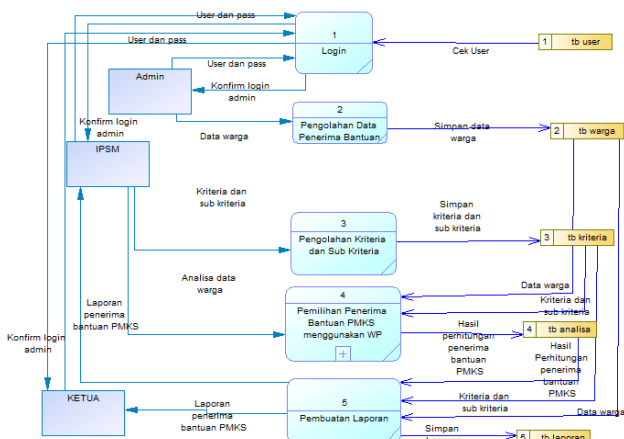 User dan pass
1
Login
1 tb user
User dan pass
Cek User
User dan pass
Admin
Konfirm login
admin
2
Pengolahan Data
Penerima Bantuan
Konfirm login
admin
Data warga
Simpan data
warga
2 tb warga
IPSM
Kriteria dan
sub kriteria
Simpan
kriteria dan
sub kriteria
3
Pengolahan Kriteria
dan Sub Kriteria
3 tb kriteria
Analisa data
warga
Data warga
4
Pemilihan Penerima
Bantuan PMKS
menggunakan WP
Kriteria dan
sub kriteria
Laporan
penerima
bantuan PMKS
Hasil
perhitungan
penerima
bantuan
PMKS
4 tb analisa
Konfirm login
admin
Hasil
Perhitungan
penerima
bantuan
PMKS
KETUA
Laporan
penerima
bantuan PMKS
5
Pembuatan Laporan
Kriteria dan
sub kriteria
Data warga
Simpan
5 tb laporan